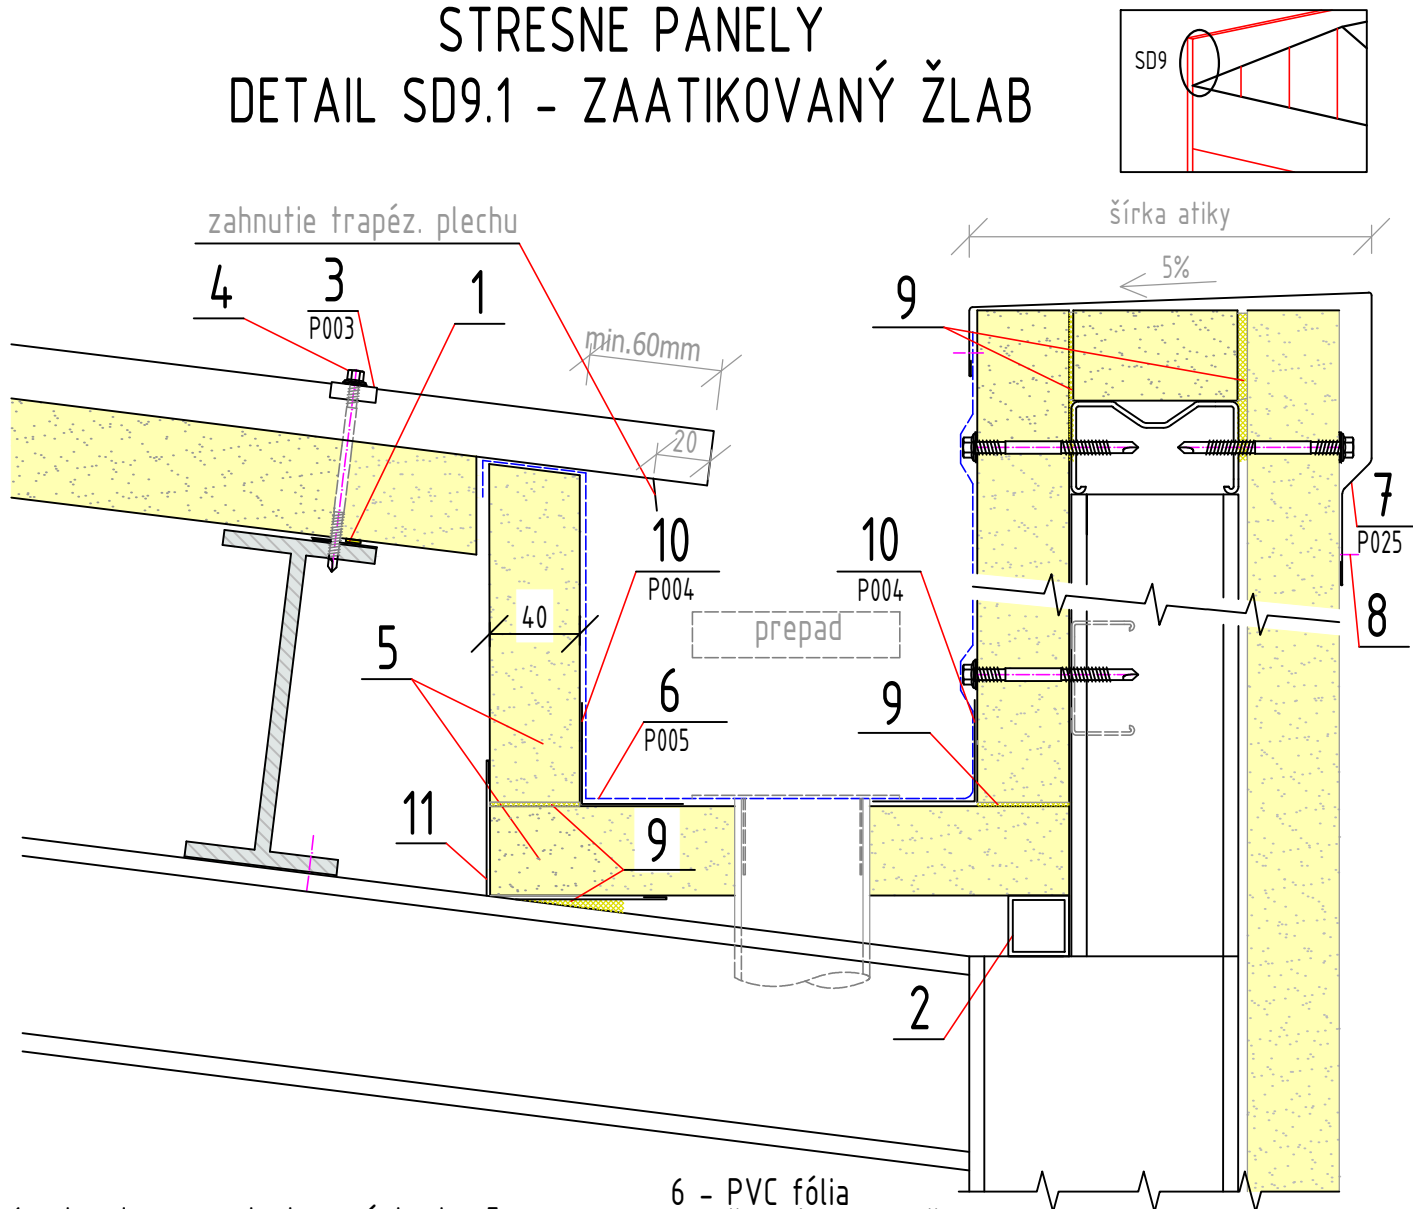 STRESNE PANELY
DETAIL SD9.1 - ZAATIKOVANÝ ŽLAB
SD9
zahnutie trapéz. plechu
šírka atiky
5%
4
3
P003
1
9
min.60mm
20
7
P025
10
P004
10
P004
40
prepad
8
5
6
P005
9
11
9
2
6 - PVC fólia